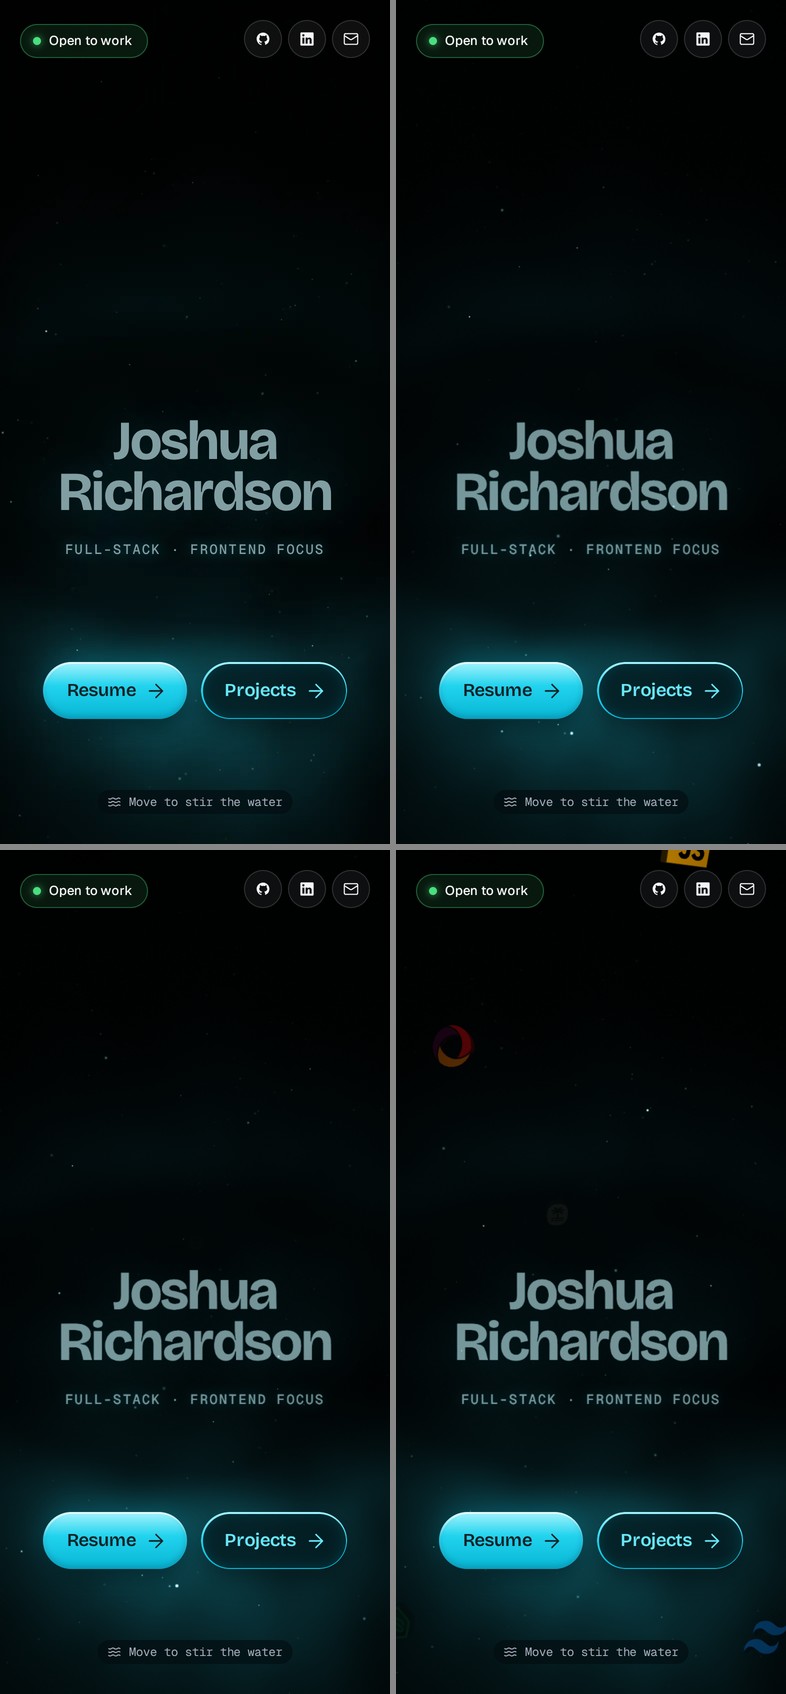 Open to work
Joshua
Richardson
FULL-STACK · FRONTEND FOCUS
Resume → Projects →
Move to stir the water
Open to work
Joshua
Richardson
FULL-STACK · FRONTEND FOCUS
Resume → Projects →
Move to stir the water
Open to work
Joshua
Richardson
FULL-STACK · FRONTEND FOCUS
Resume → Projects →
Move to stir the water
JS
Open to work
Joshua
Richardson
FULL-STACK · FRONTEND FOCUS
Resume → Projects →
Move to stir the water